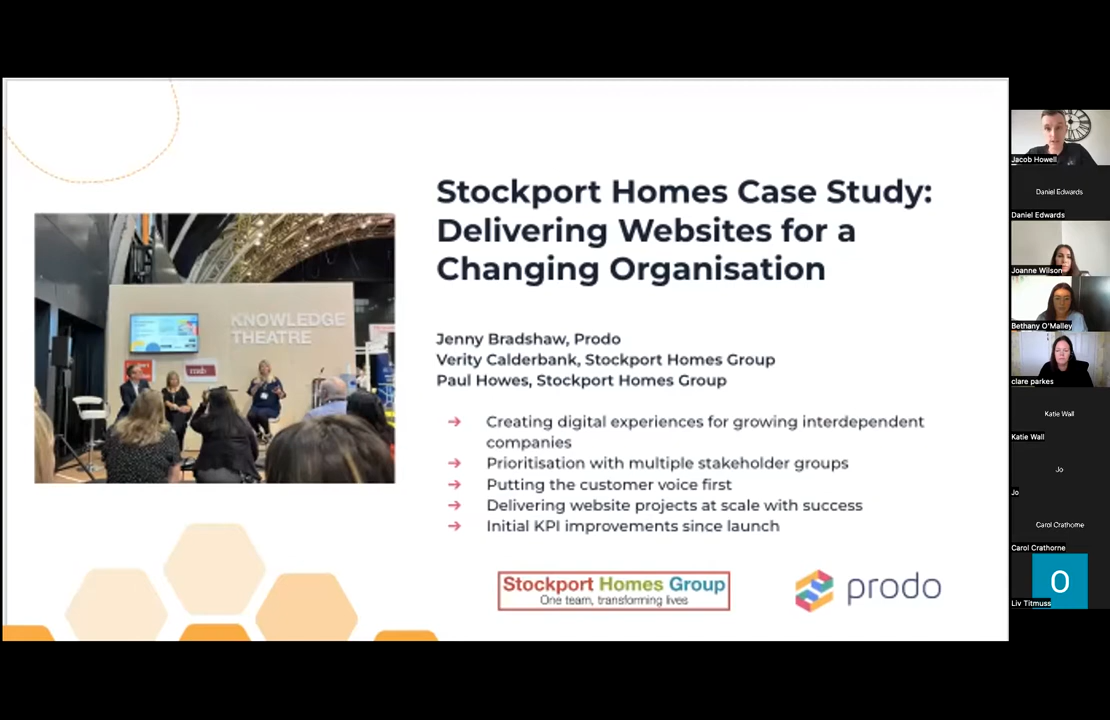 Stockport Homes Case Study:
Delivering Websites for a
Changing Organisation
Jenny Bradshaw, Prodo
Verity Calderbank, Stockport Homes Group
Paul Howes, Stockport Homes Group
→ Creating digital experiences for growing interdependent
companies
→ Prioritisation with multiple stakeholder groups
→ Putting the customer voice first
→ Delivering website projects at scale with success
→ Initial KPI improvements since launch
KNOWLEDGE
THEATRE
Stockport Homes Group
One team, transforming lives
prodo
Jacob Howell
Daniel Edwards
Daniel Edwards
Joanne Wilson
Bethany O'Malley
clare parkes
Katie Wall
Katie Wall
Jo
Jo
Carol Crathorne
Carol Crathorne
O
Liv Titmuss